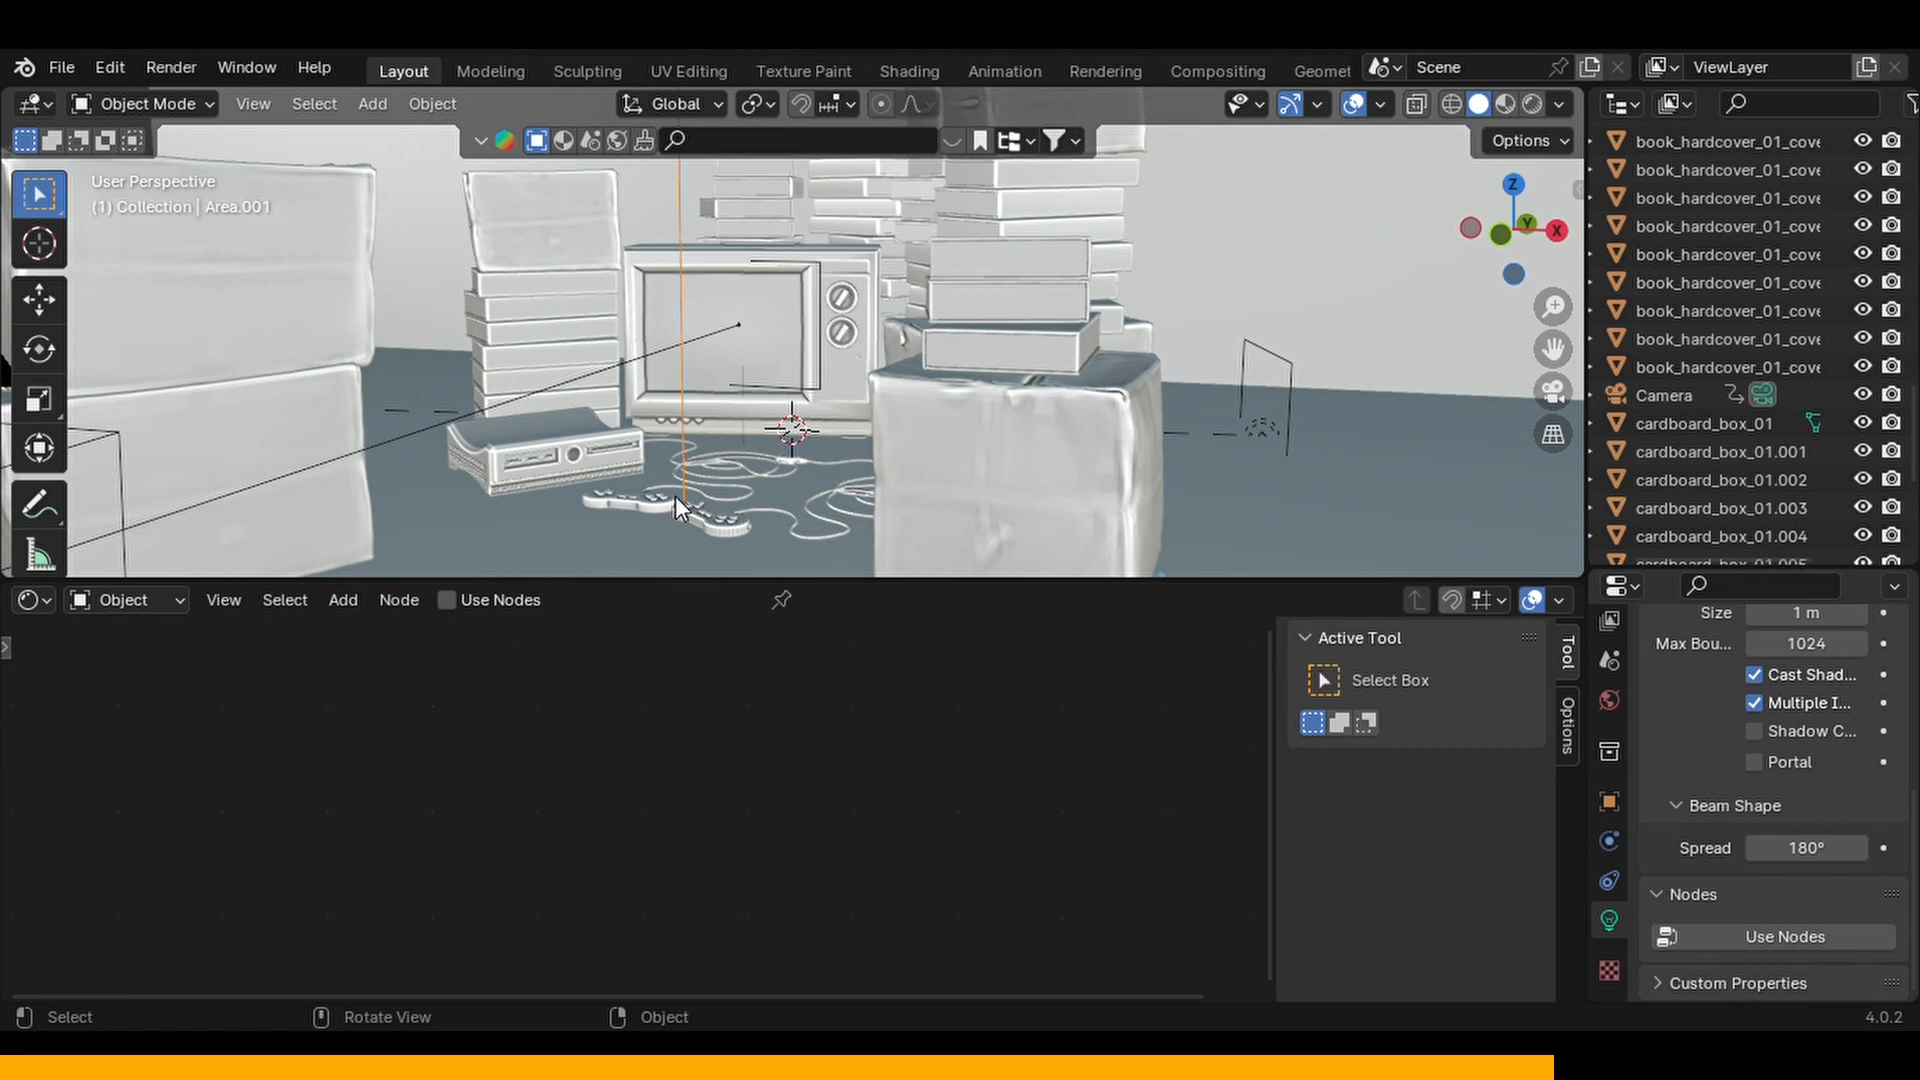 File Edit Render Window Help Layout Modeling Sculpting UV Editing Texture Paint Shading Animation Rendering Compositing Geomet Scene ViewLayer
Object Mode View Select Add Object Global
Options
User Perspective
(1) Collection | Area.001
Z
Y
X
book_hardcover_01_cove
book_hardcover_01_cove
book_hardcover_01_cove
book_hardcover_01_cove
book_hardcover_01_cove
book_hardcover_01_cove
book_hardcover_01_cove
book_hardcover_01_cove
book_hardcover_01_cove
Camera
cardboard_box_01
cardboard_box_01.001
cardboard_box_01.002
cardboard_box_01.003
cardboard_box_01.004
cardboard_box_01.005
Object View Select Add Node Use Nodes
Active Tool
Select Box
Tool
Options
Size 1 m
Max Bou... 1024
Cast Shad...
Multiple I...
Shadow C...
Portal
Beam Shape
Spread 180°
Nodes
Use Nodes
Custom Properties
Select Rotate View Object 4.0.2